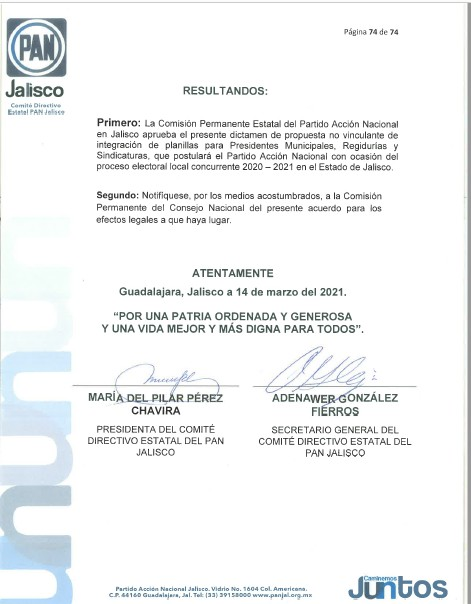 PAN
Jalisco
Comité Directivo
Estatal PAN Jalisco
Página 74 de 74
RESULTANDOS:
Primero: La Comisión Permanente Estatal del Partido Acción Nacional
en Jalisco aprueba el presente dictamen de propuesta no vinculante de
integración de planillas para Presidentes Municipales, Regidurías y
Sindicaturas, que postulará el Partido Acción Nacional con ocasión del
proceso electoral local concurrente 2020 – 2021 en el Estado de Jalisco.
Segundo: Notifíquese, por los medios acostumbrados, a la Comisión
Permanente del Consejo Nacional del presente acuerdo para los
efectos legales a que haya lugar.
ATENTAMENTE
Guadalajara, Jalisco a 14 de marzo del 2021.
“POR UNA PATRIA ORDENADA Y GENEROSA
Y UNA VIDA MEJOR Y MÁS DIGNA PARA TODOS”.
MARÍA DEL PILAR PÉREZ
CHAVIRA
PRESIDENTA DEL COMITÉ
DIRECTIVO ESTATAL DEL PAN
JALISCO
ADENAWER GONZÁLEZ
FIERROS
SECRETARIO GENERAL DEL
COMITÉ DIRECTIVO ESTATAL DEL
PAN JALISCO
Partido Acción Nacional Jalisco. Vidrio No. 1604 Col. Americana.
C.P. 44160 Guadalajara, Jal. Tel: (33) 39158000 www.panjal.org.mx
Caminemos
Juntos